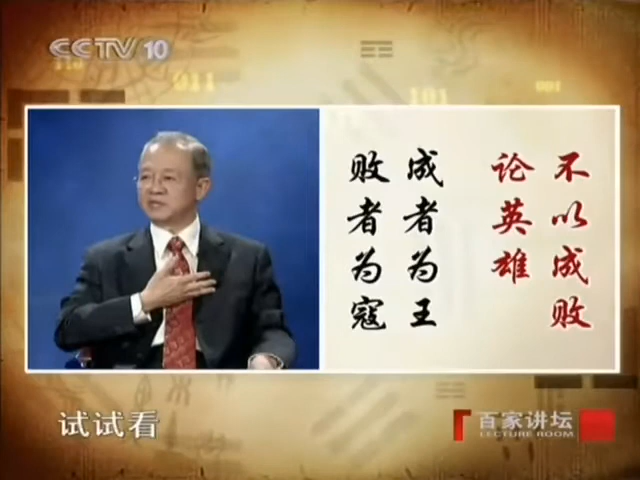 CCTV 10
011
101
001
不以成败
论英雄
成者为王
败者为寇
试试看
百家讲坛
LECTURE ROOM